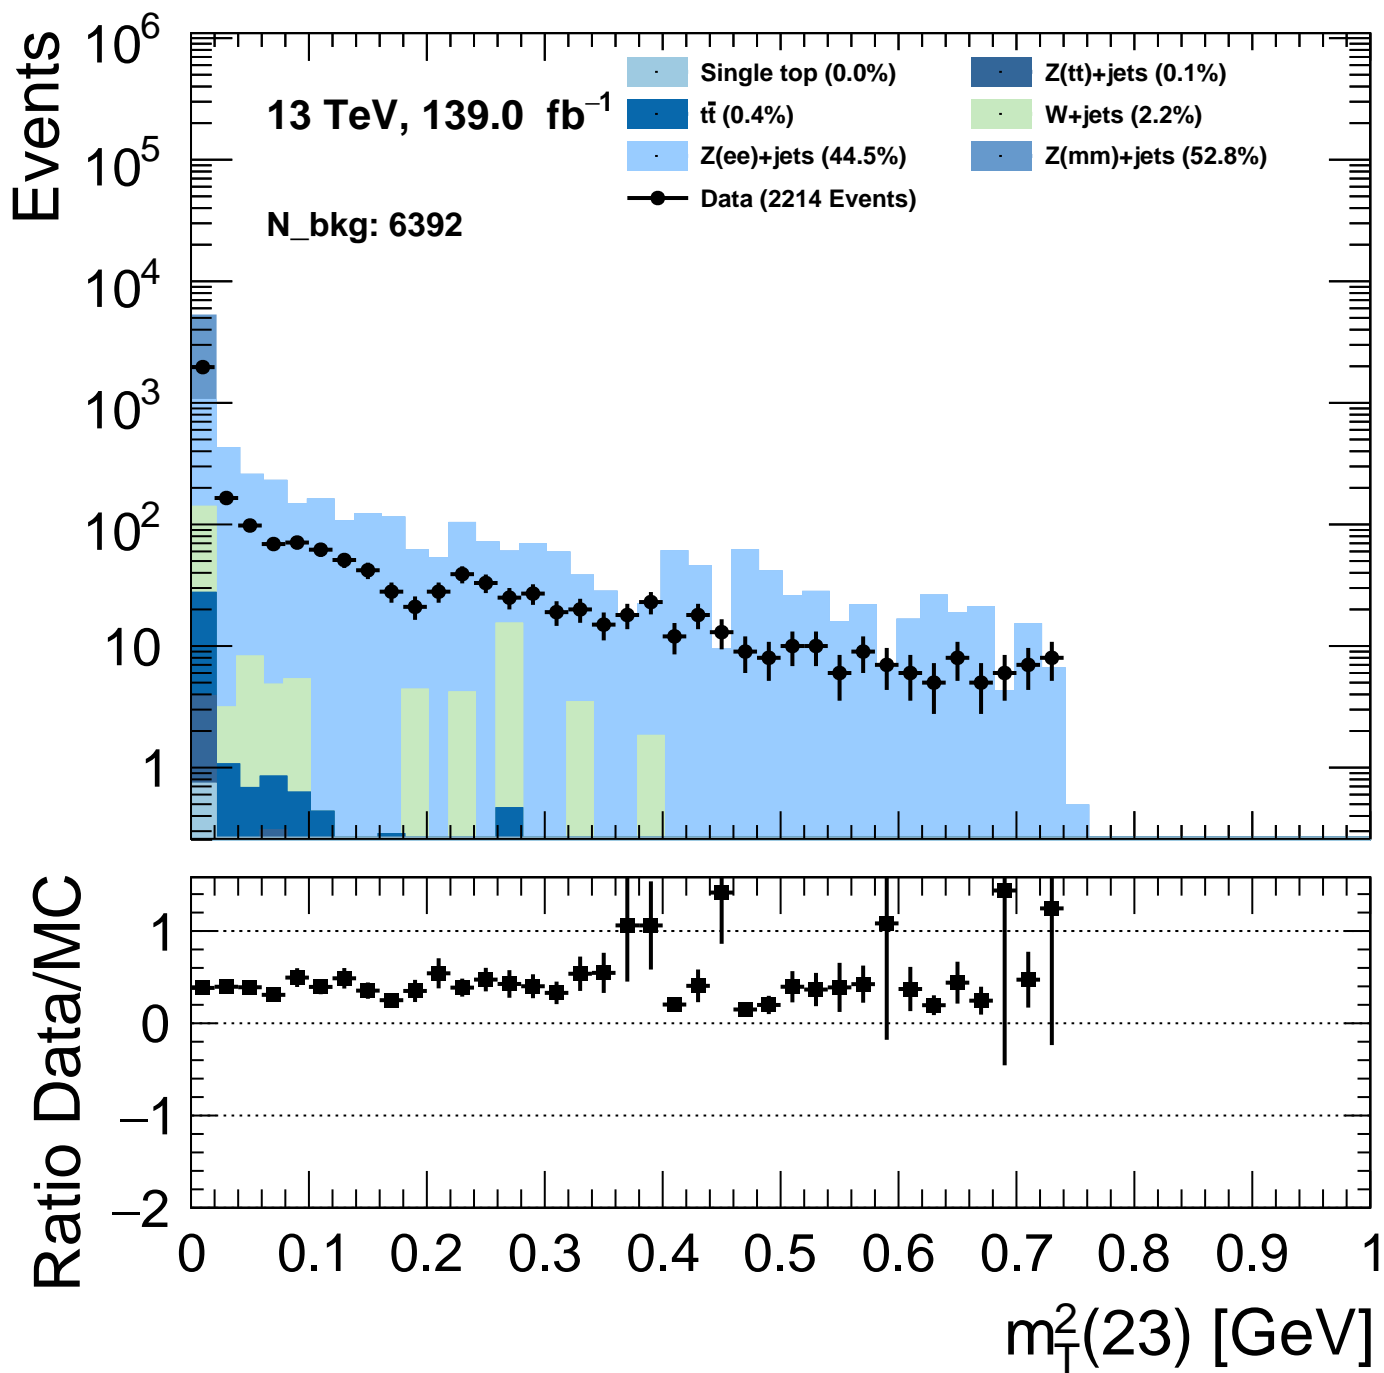 Events
10^6
10^5
10^4
10^3
10^2
10
1
13 TeV, 139.0 fb^−1
N_bkg: 6392
Single top (0.0%)
Z(tt)+jets (0.1%)
tt̄ (0.4%)
W+jets (2.2%)
Z(ee)+jets (44.5%)
Z(mm)+jets (52.8%)
Data (2214 Events)
Ratio Data/MC
1
0
−1
−2
0 0.1 0.2 0.3 0.4 0.5 0.6 0.7 0.8 0.9 1
m_T^2(23) [GeV]